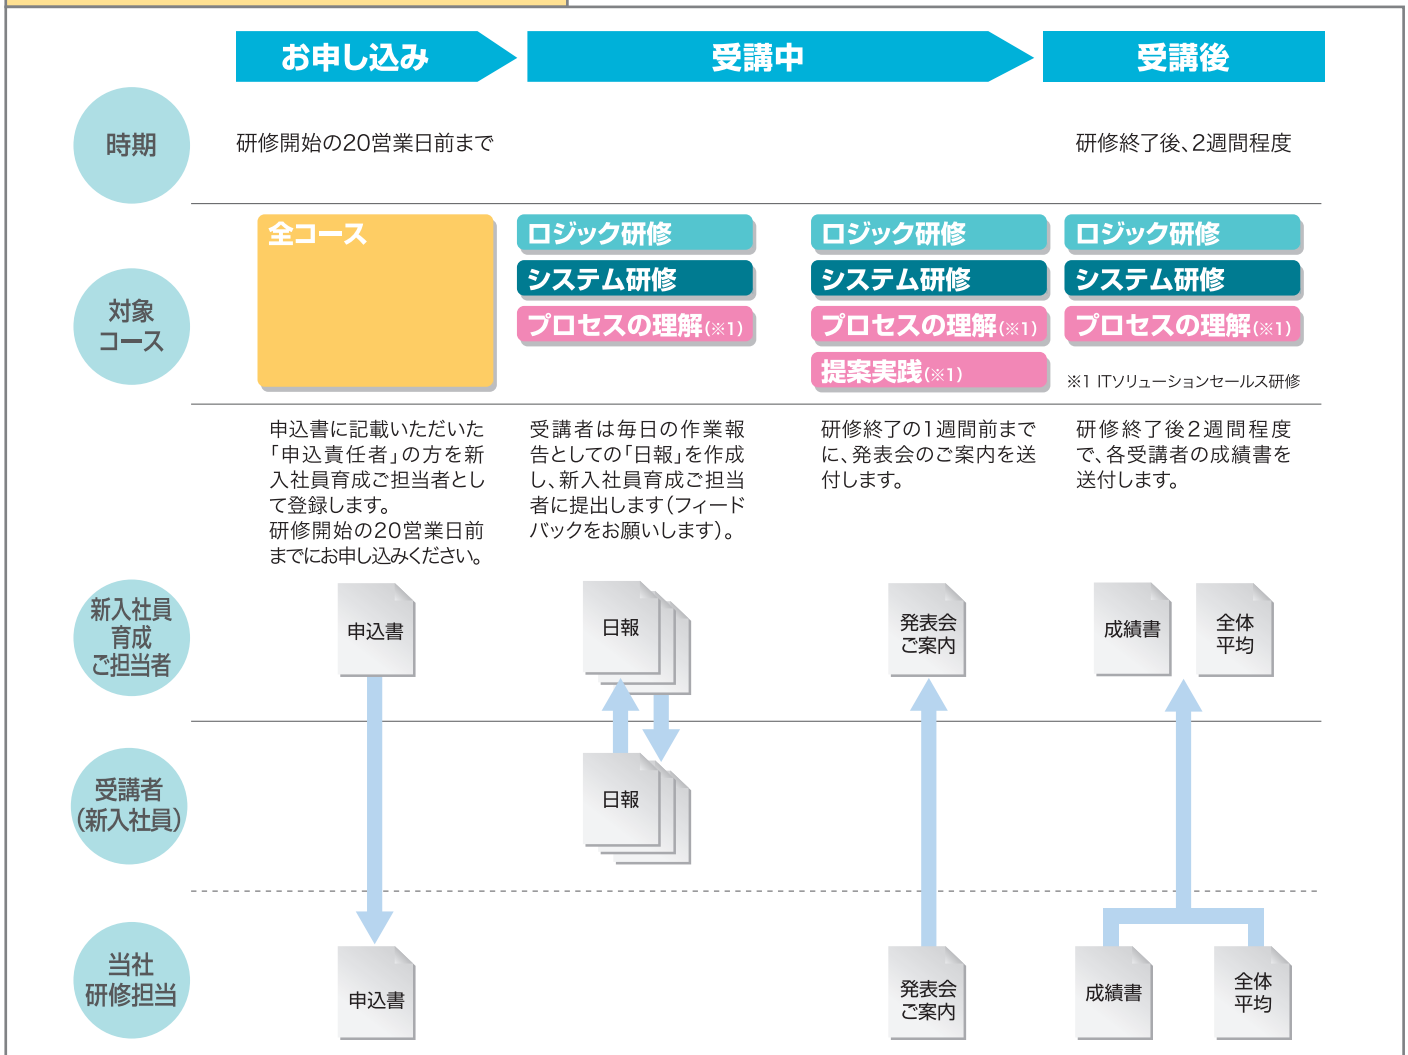 お申し込み
受講中
受講後
時期
研修開始の20営業日前まで
研修終了後、2週間程度
対象
コース
全コース
ロジック研修
システム研修
プロセスの理解(※1)
ロジック研修
システム研修
プロセスの理解(※1)
提案実践(※1)
ロジック研修
システム研修
プロセスの理解(※1)
※1 ITソリューションセールス研修
申込書に記載いただいた
「申込責任者」の方を新
入社員育成ご担当者とし
て登録します。
研修開始の20営業日前
までにお申し込みください。
受講者は毎日の作業報
告としての「日報」を作成
し、新入社員育成ご担当
者に提出します(フィード
バックをお願いします)。
研修終了の1週間前まで
に、発表会のご案内を送
付します。
研修終了後2週間程度
で、各受講者の成績書を
送付します。
新入社員
育成
ご担当者
申込書
日報
発表会
ご案内
成績書
全体
平均
受講者
(新入社員)
日報
当社
研修担当
申込書
発表会
ご案内
成績書
全体
平均